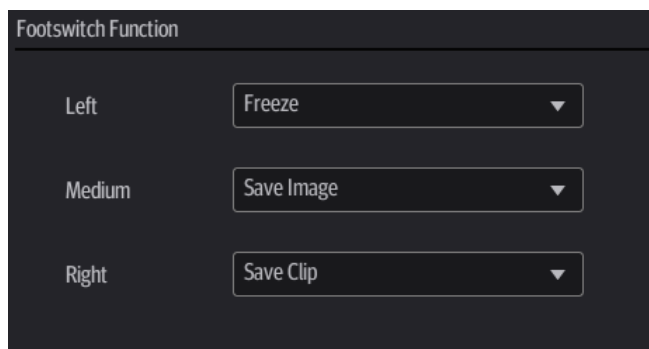 Footswitch Function
Left Freeze
Medium Save Image
Right Save Clip